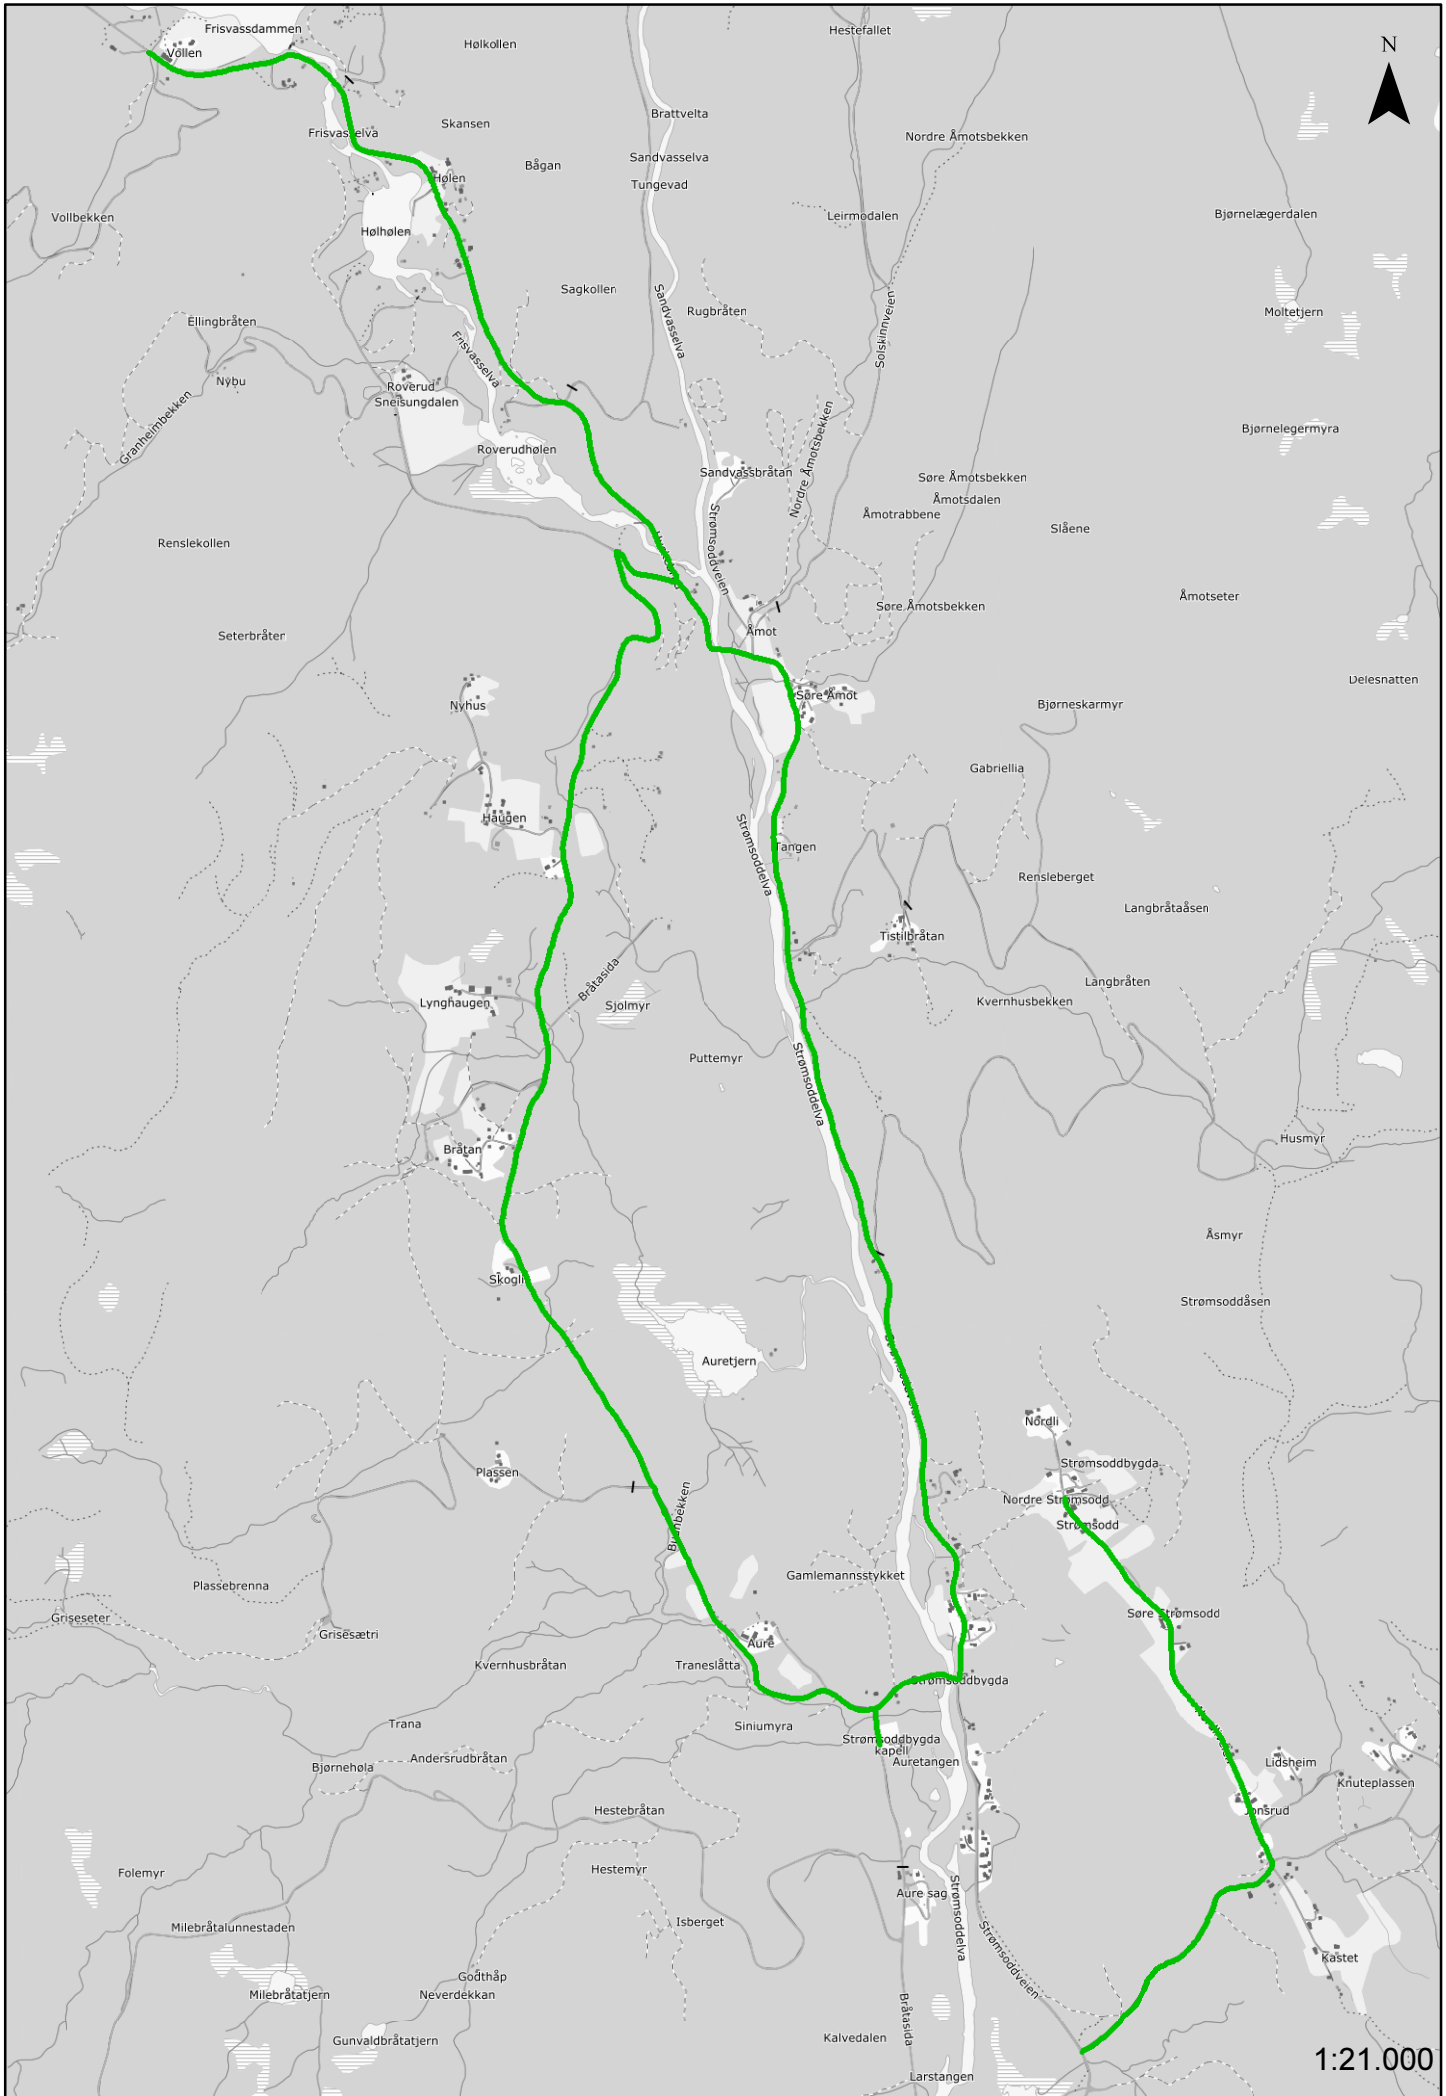 Frisvassdammen
Vollen
Hølkollen
Hestefallet
N
Brattvelta
Skansen
Frisvasselva
Nordre Åmotsbekken
Sandvasselva
Bågan
Hølen
Tungevad
Vollbekken
Leirmodalen
Bjørnelægerdalen
Hølhølen
Sagkollen
Sandvasselva
Rugbråten
Moltetjern
Ellingbråten
Solskinnveien
Frisvasselva
Nybu
Roverud
Sneisungdalen
Granheimbekken
Bjørnelegermyra
Roverudhølen
Nordre Åmotsbekken
Sandvassbråtan
Søre Åmotsbekken
Åmotsdalen
Åmotrabbene
Slåene
Strømsoddveien
Renslekollen
Åmotseter
Søre Åmotsbekken
Seterbråten
Åmot
Delesnatten
Søre Åmot
Nyhus
Bjørneskarmyr
Gabriellia
Haugen
Strømsoddelva
Tangen
Rensleberget
Langbråtaåsen
Tistilbråtan
Bråtasida
Langbråten
Lynghaugen
Sjolmyr
Kvernhusbekken
Puttemyr
Strømsoddelva
Husmyr
Bråtan
Åsmyr
Skogli
Strømsoddåsen
Auretjern
Strømsoddveien
Nordli
Strømsoddbygda
Plassen
Nordre Strømsodd
Strømsodd
Gamlemannsstykket
Plassebrenna
Søre Strømsodd
Griseseter
Grisesætri
Aure
Kvernhusbråtan
Traneslåtta
Strømsoddbygda
Trana
Siniumyra
Nordliveien
Strømsoddbygda
kapell
Andersrudbråtan
Auretangen
Lidsheim
Bjørnehøla
Knuteplassen
Hestebråtan
Jonsrud
Folemyr
Hestemyr
Aure sag
Strømsoddelva
Isberget
Milebråtalunnestaden
Strømsoddveien
Kastet
Godthåp
Milebråtatjern
Neverdekkan
Bråtasida
Gunvaldbråtatjern
Kalvedalen
1:21.000
Larstangen